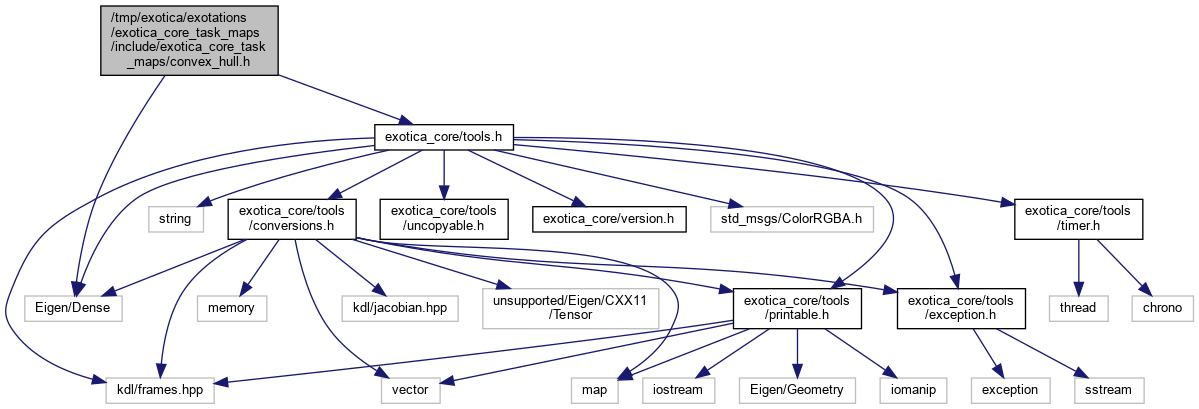 /tmp/exotica/exotations
/exotica_core_task_maps
/include/exotica_core_task
_maps/convex_hull.h
exotica_core/tools.h
string
exotica_core/tools
/conversions.h
exotica_core/tools
/uncopyable.h
exotica_core/version.h
std_msgs/ColorRGBA.h
exotica_core/tools
/timer.h
Eigen/Dense
memory
kdl/jacobian.hpp
unsupported/Eigen/CXX11
/Tensor
exotica_core/tools
/printable.h
exotica_core/tools
/exception.h
thread
chrono
kdl/frames.hpp
vector
map
iostream
Eigen/Geometry
iomanip
exception
sstream